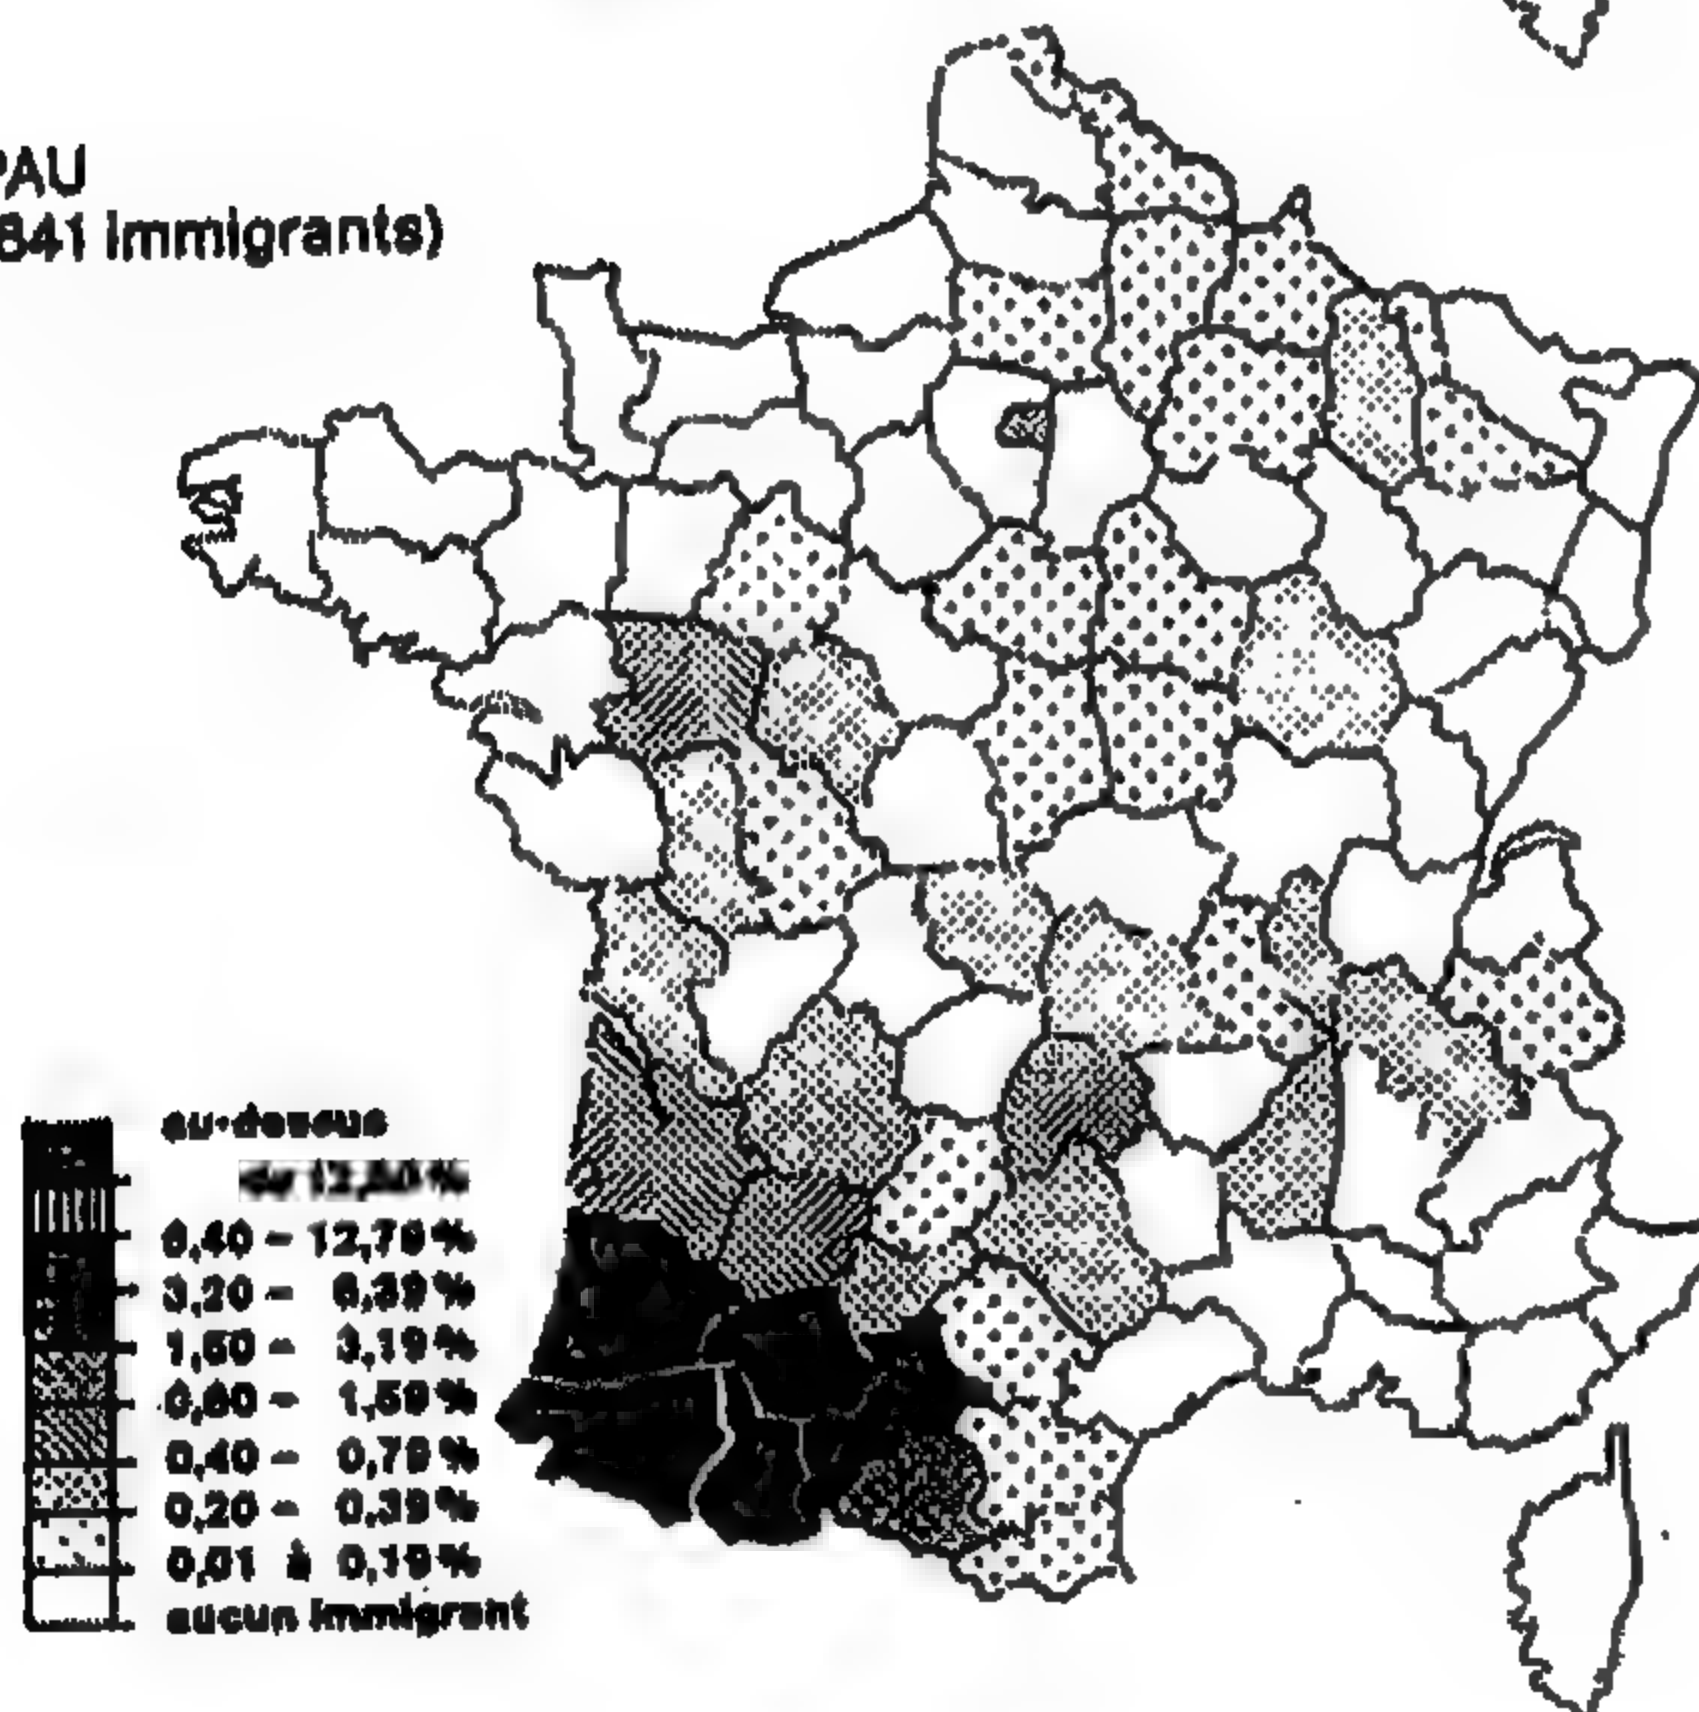 PAU
841 immigrants)
au-dessus
de 12,80 %
6,40 - 12,79 %
3,20 - 6,39 %
1,60 - 3,19 %
0,80 - 1,59 %
0,40 - 0,79 %
0,20 - 0,39 %
0,01 à 0,19 %
aucun immigrant